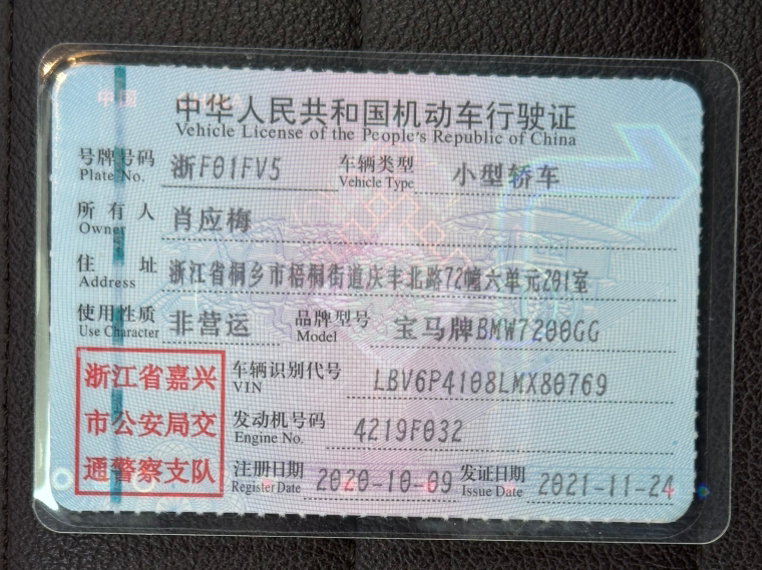 中国
中华人民共和国机动车行驶证
Vehicle License of the People's Republic of China
号牌号码 浙F01FV5 车辆类型 小型轿车
Plate No. Vehicle Type
所有人 肖应梅
Owner
住址 浙江省桐乡市梧桐街道庆丰北路72幢六单元201室
Address
使用性质 非营运 品牌型号 宝马牌BMW7200GG
Use Character Model
浙江省嘉兴
市公安局交
通警察支队
车辆识别代号 LBV6P4108LMX80769
VIN
发动机号码 4219F032
Engine No.
注册日期 2020-10-09 发证日期 2021-11-24
Register Date Issue Date